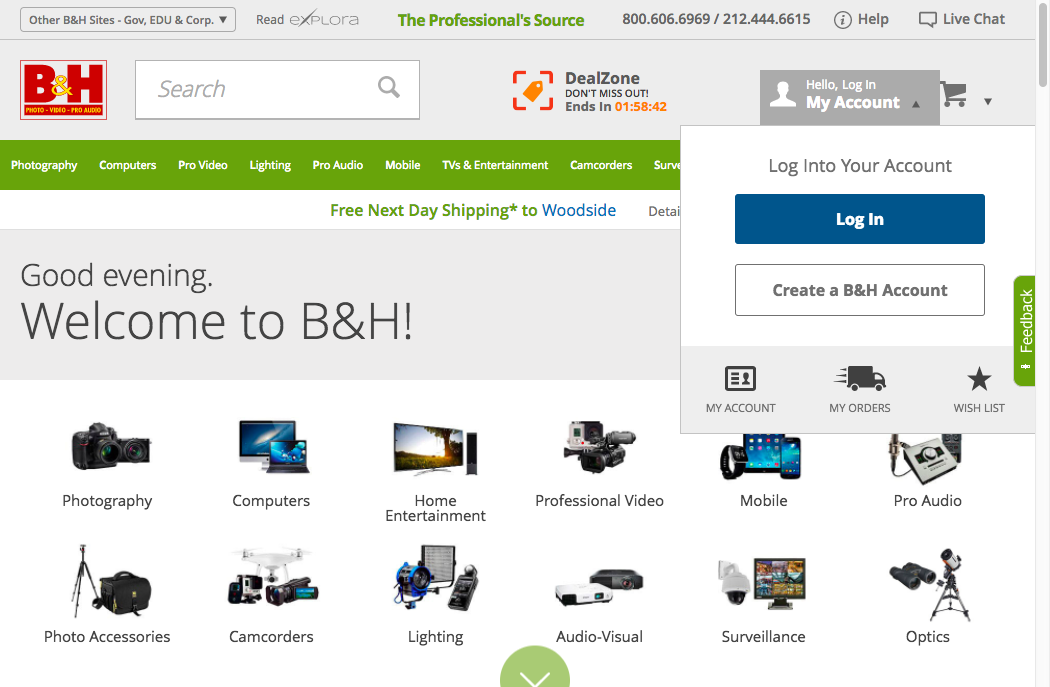 Other B&H Sites - Gov, EDU & Corp. ▼
Read explora
The Professional's Source
800.606.6969 / 212.444.6615
Help
Live Chat
B&H
PHOTO - VIDEO - PRO AUDIO
Search
DealZone
DON'T MISS OUT!
Ends In 01:58:42
Hello, Log In
My Account ▲
▼
Photography
Computers
Pro Video
Lighting
Pro Audio
Mobile
TVs & Entertainment
Camcorders
Surve
Free Next Day Shipping* to Woodside
Detai
Log Into Your Account
Log In
Create a B&H Account
MY ACCOUNT
MY ORDERS
WISH LIST
Feedback
Good evening.
Welcome to B&H!
Photography
Computers
Home
Entertainment
Professional Video
Mobile
Pro Audio
Photo Accessories
Camcorders
Lighting
Audio-Visual
Surveillance
Optics